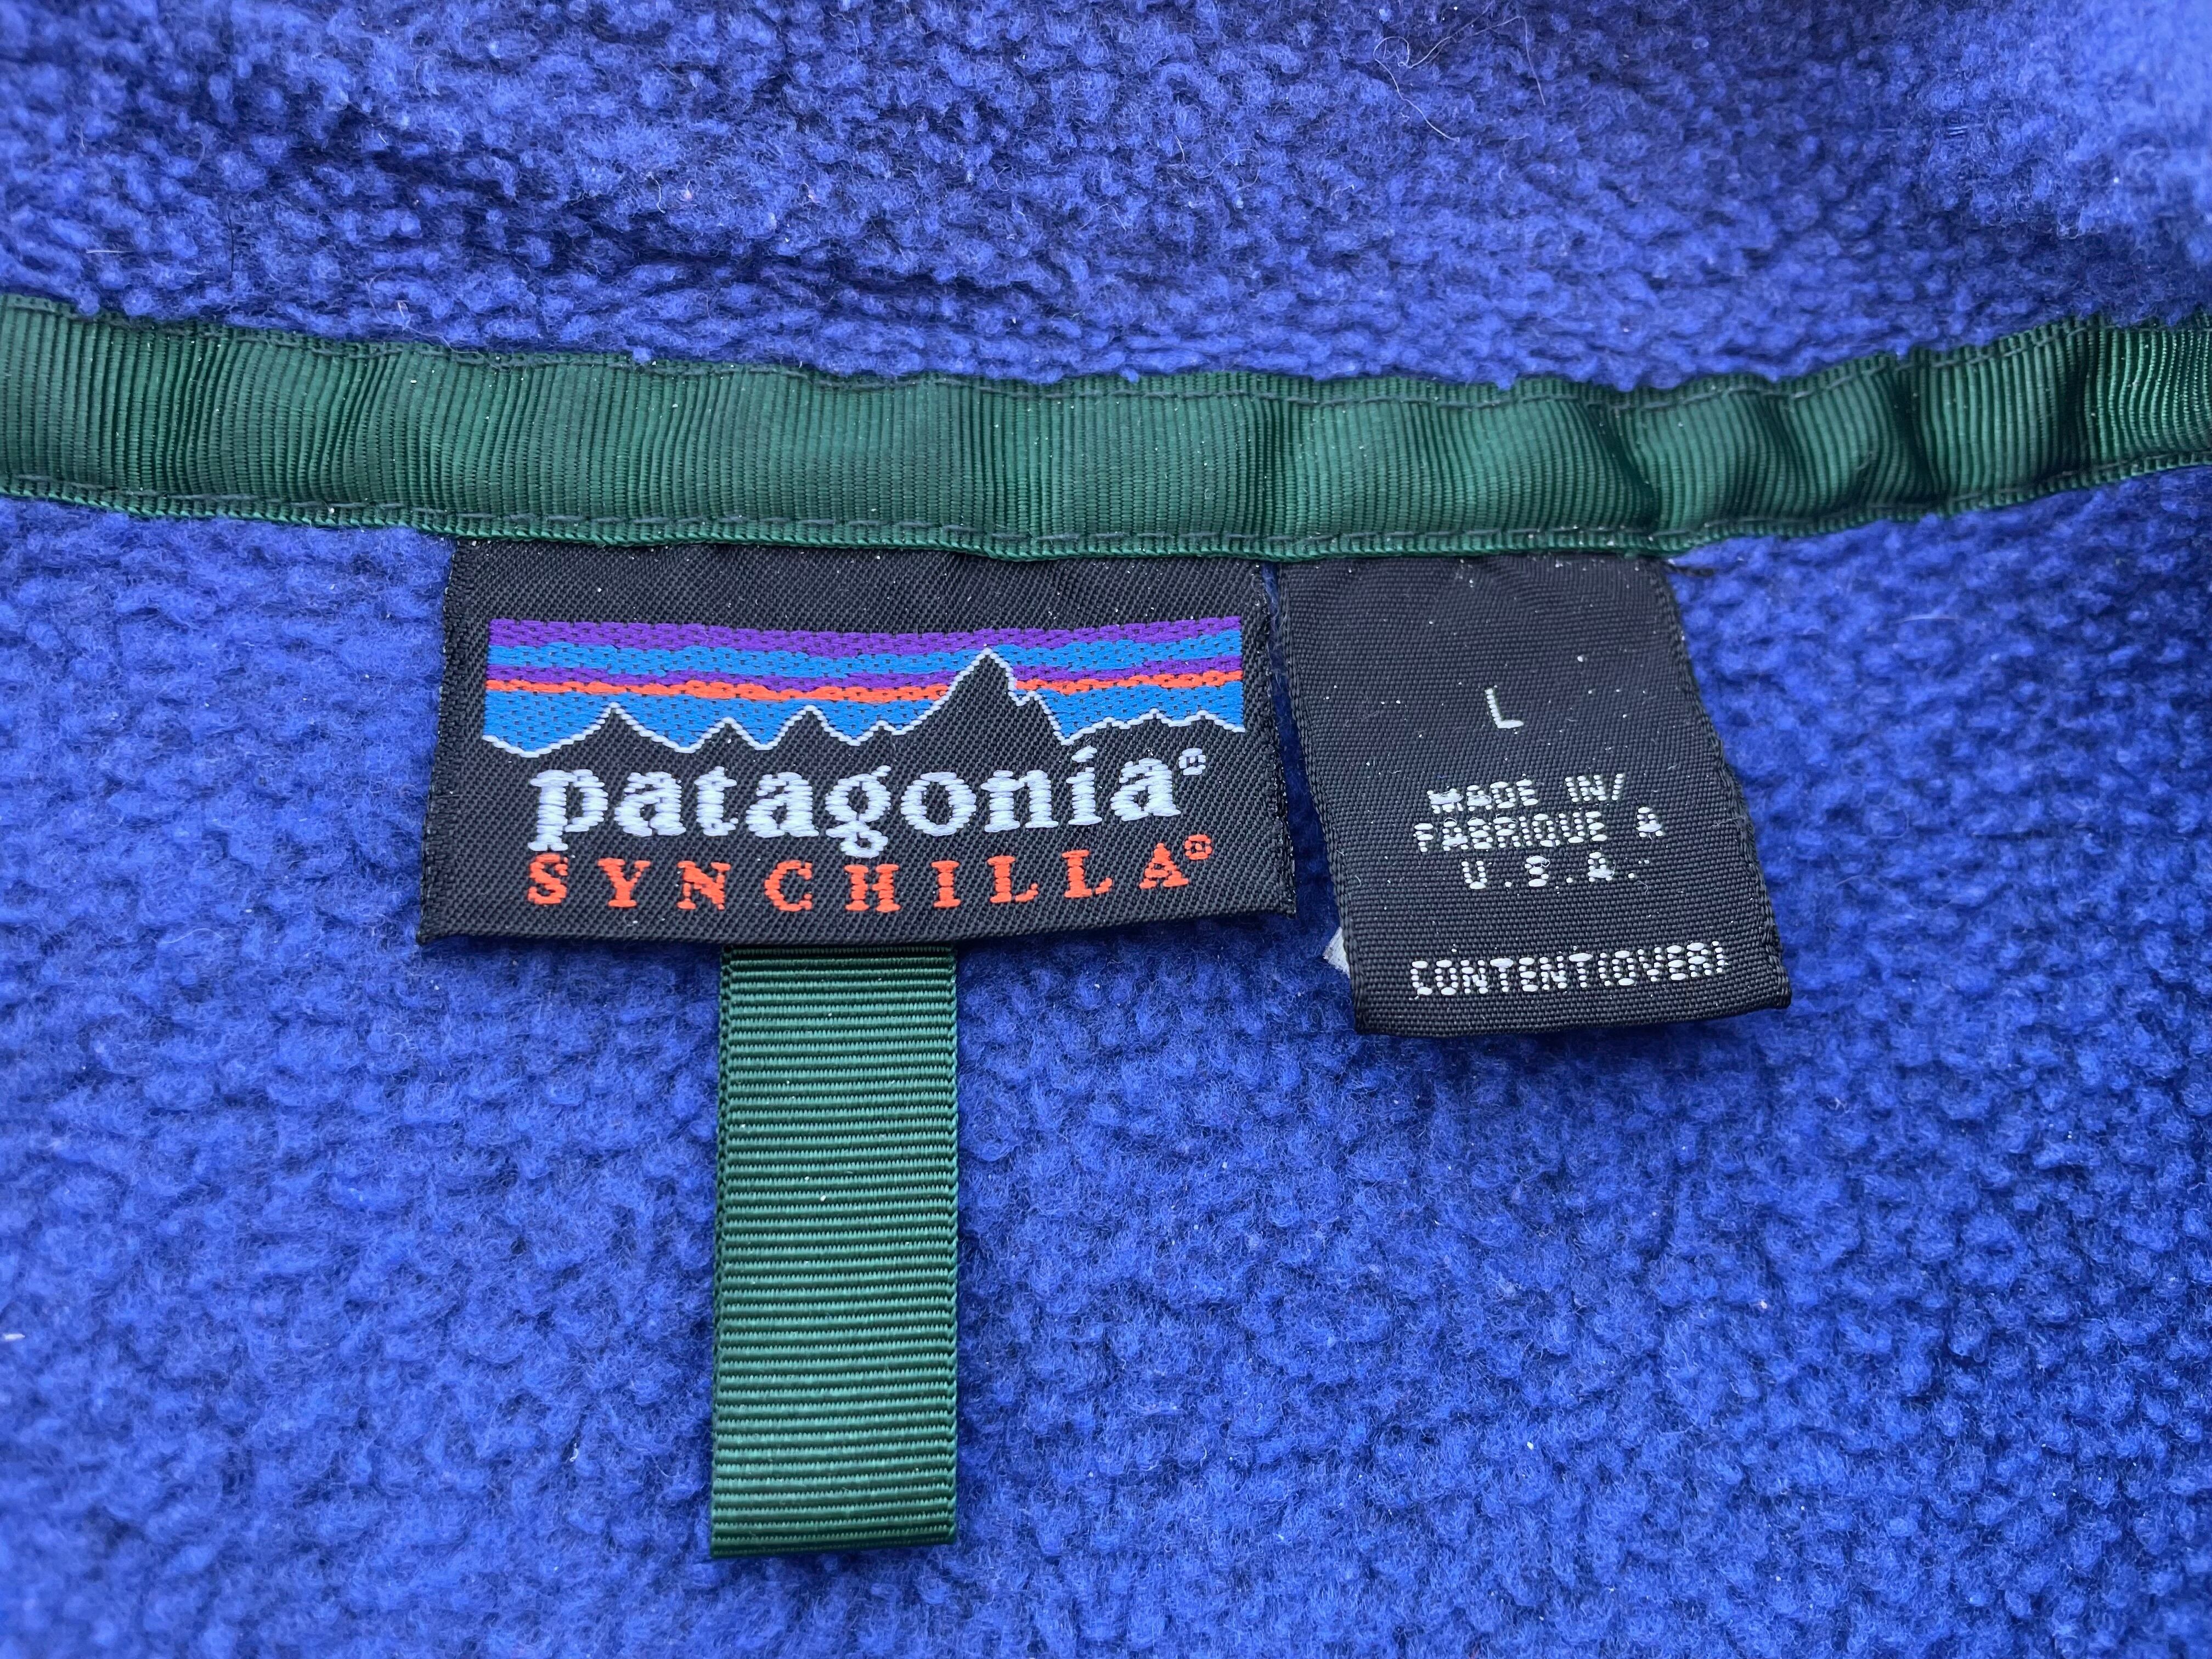 patagonia®
SYNCHILLA®
L
MADE IN/
FABRIQUE A
U.S.A.
CONTENT(OVER)